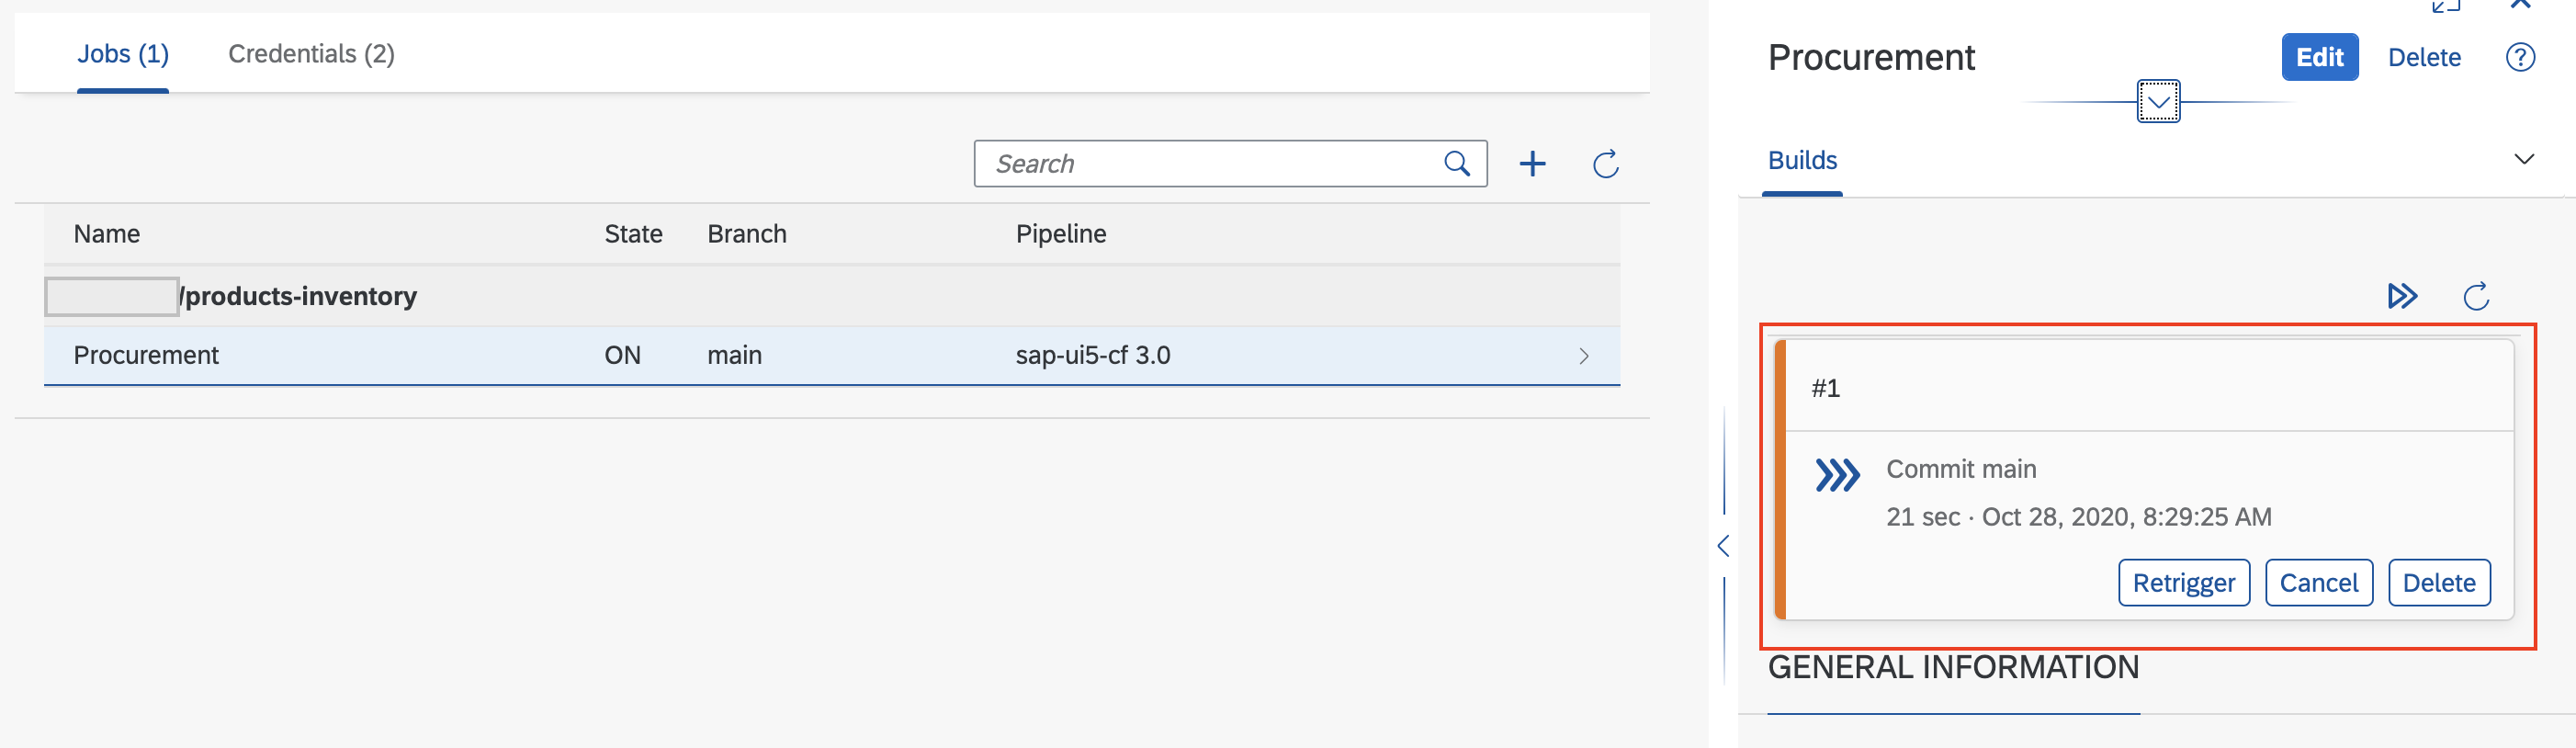 Jobs (1) Credentials (2)
Search
Name State Branch Pipeline
/products-inventory
Procurement ON main sap-ui5-cf 3.0
Procurement Edit Delete ?
Builds
#1
Commit main
21 sec · Oct 28, 2020, 8:29:25 AM
Retrigger Cancel Delete
GENERAL INFORMATION